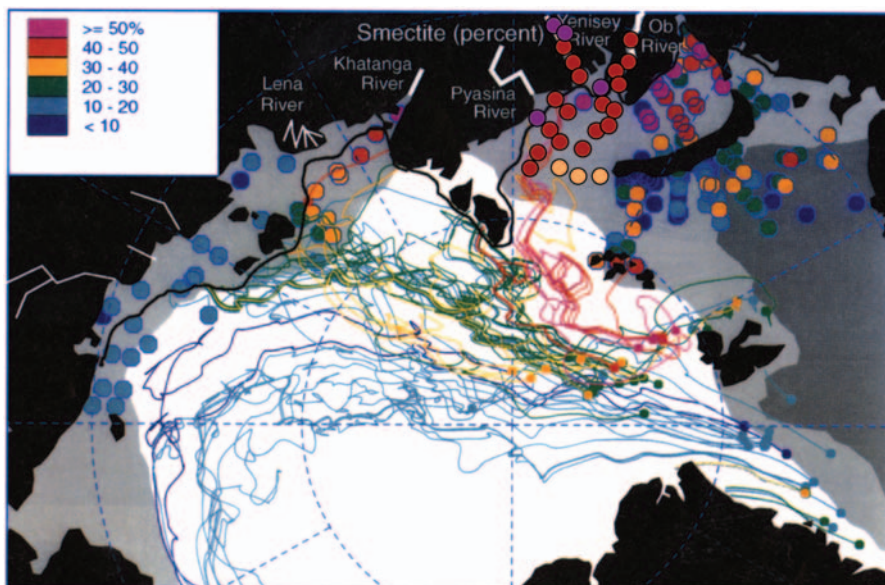 >= 50%
40 - 50
30 - 40
20 - 30
10 - 20
< 10
Smectite (percent)
Lena
River
Khatanga
River
Pyasina
River
Yenisey
River
Ob
River